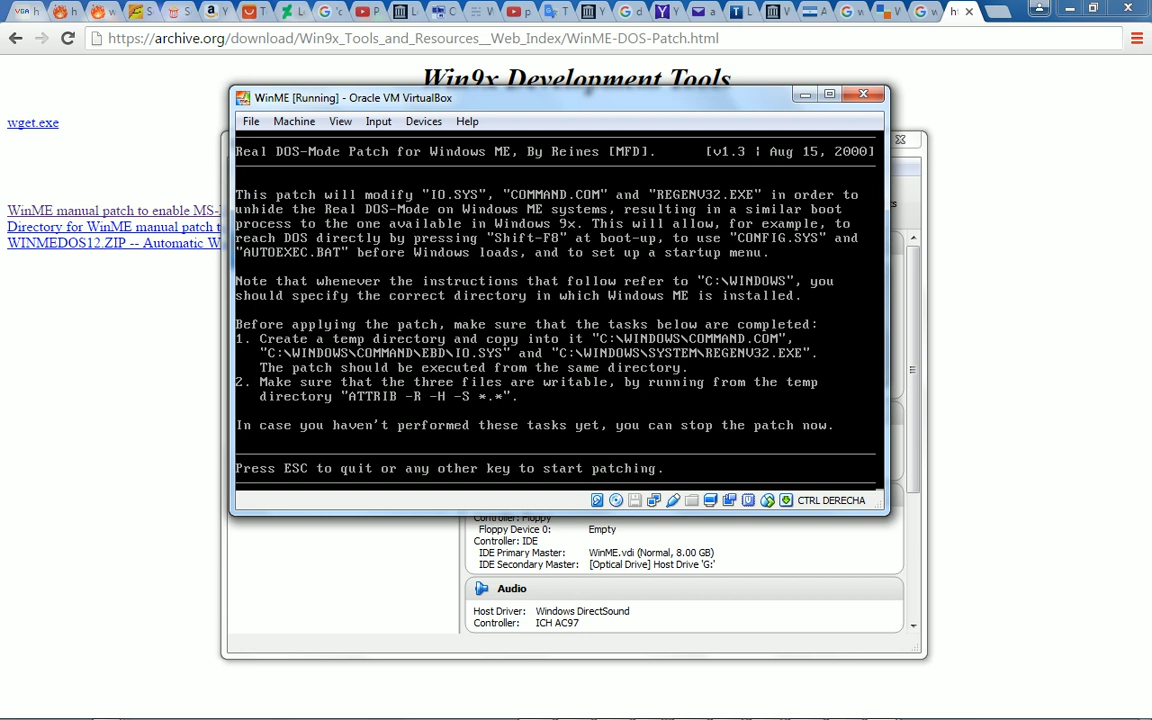 https://archive.org/download/Win9x_Tools_and_Resources__Web_Index/WinME-DOS-Patch.html
Win9x Development Tools
wget.exe
WinME manual patch to enable MS-
Directory for WinME manual patch t
WINMEDOS12.ZIP -- Automatic W
WinME [Running] - Oracle VM VirtualBox
File Machine View Input Devices Help
Real DOS-Mode Patch for Windows ME, By Reines [MFD]. [v1.3 | Aug 15, 2000]
This patch will modify "IO.SYS", "COMMAND.COM" and "REGENV32.EXE" in order to
unhide the Real DOS-Mode on Windows ME systems, resulting in a similar boot
process to the one available in Windows 9x. This will allow, for example, to
reach DOS directly by pressing "Shift-F8" at boot-up, to use "CONFIG.SYS" and
"AUTOEXEC.BAT" before Windows loads, and to set up a startup menu.
Note that whenever the instructions that follow refer to "C:\WINDOWS", you
should specify the correct directory in which Windows ME is installed.
Before applying the patch, make sure that the tasks below are completed:
1. Create a temp directory and copy into it "C:\WINDOWS\COMMAND.COM",
"C:\WINDOWS\COMMAND\EBD\IO.SYS" and "C:\WINDOWS\SYSTEM\REGENV32.EXE".
The patch should be executed from the same directory.
2. Make sure that the three files are writable, by running from the temp
directory "ATTRIB -R -H -S *.*".
In case you haven't performed these tasks yet, you can stop the patch now.
Press ESC to quit or any other key to start patching.
CTRL DERECHA
Controller: Floppy
Floppy Device 0: Empty
Controller: IDE
IDE Primary Master: WinME.vdi (Normal, 8.00 GB)
IDE Secondary Master: [Optical Drive] Host Drive 'G:'
Audio
Host Driver: Windows DirectSound
Controller: ICH AC97